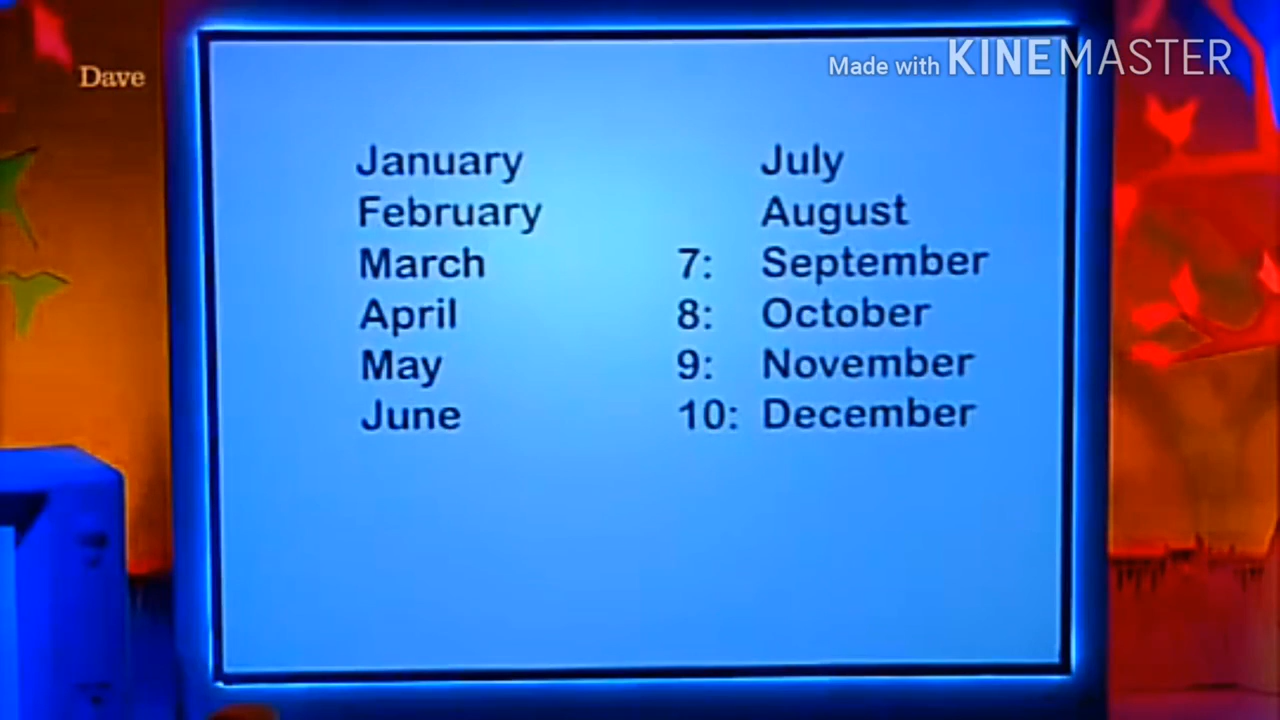 Dave
Made with KINEMASTER
January
February
March
April
May
June
July
August
7: September
8: October
9: November
10: December